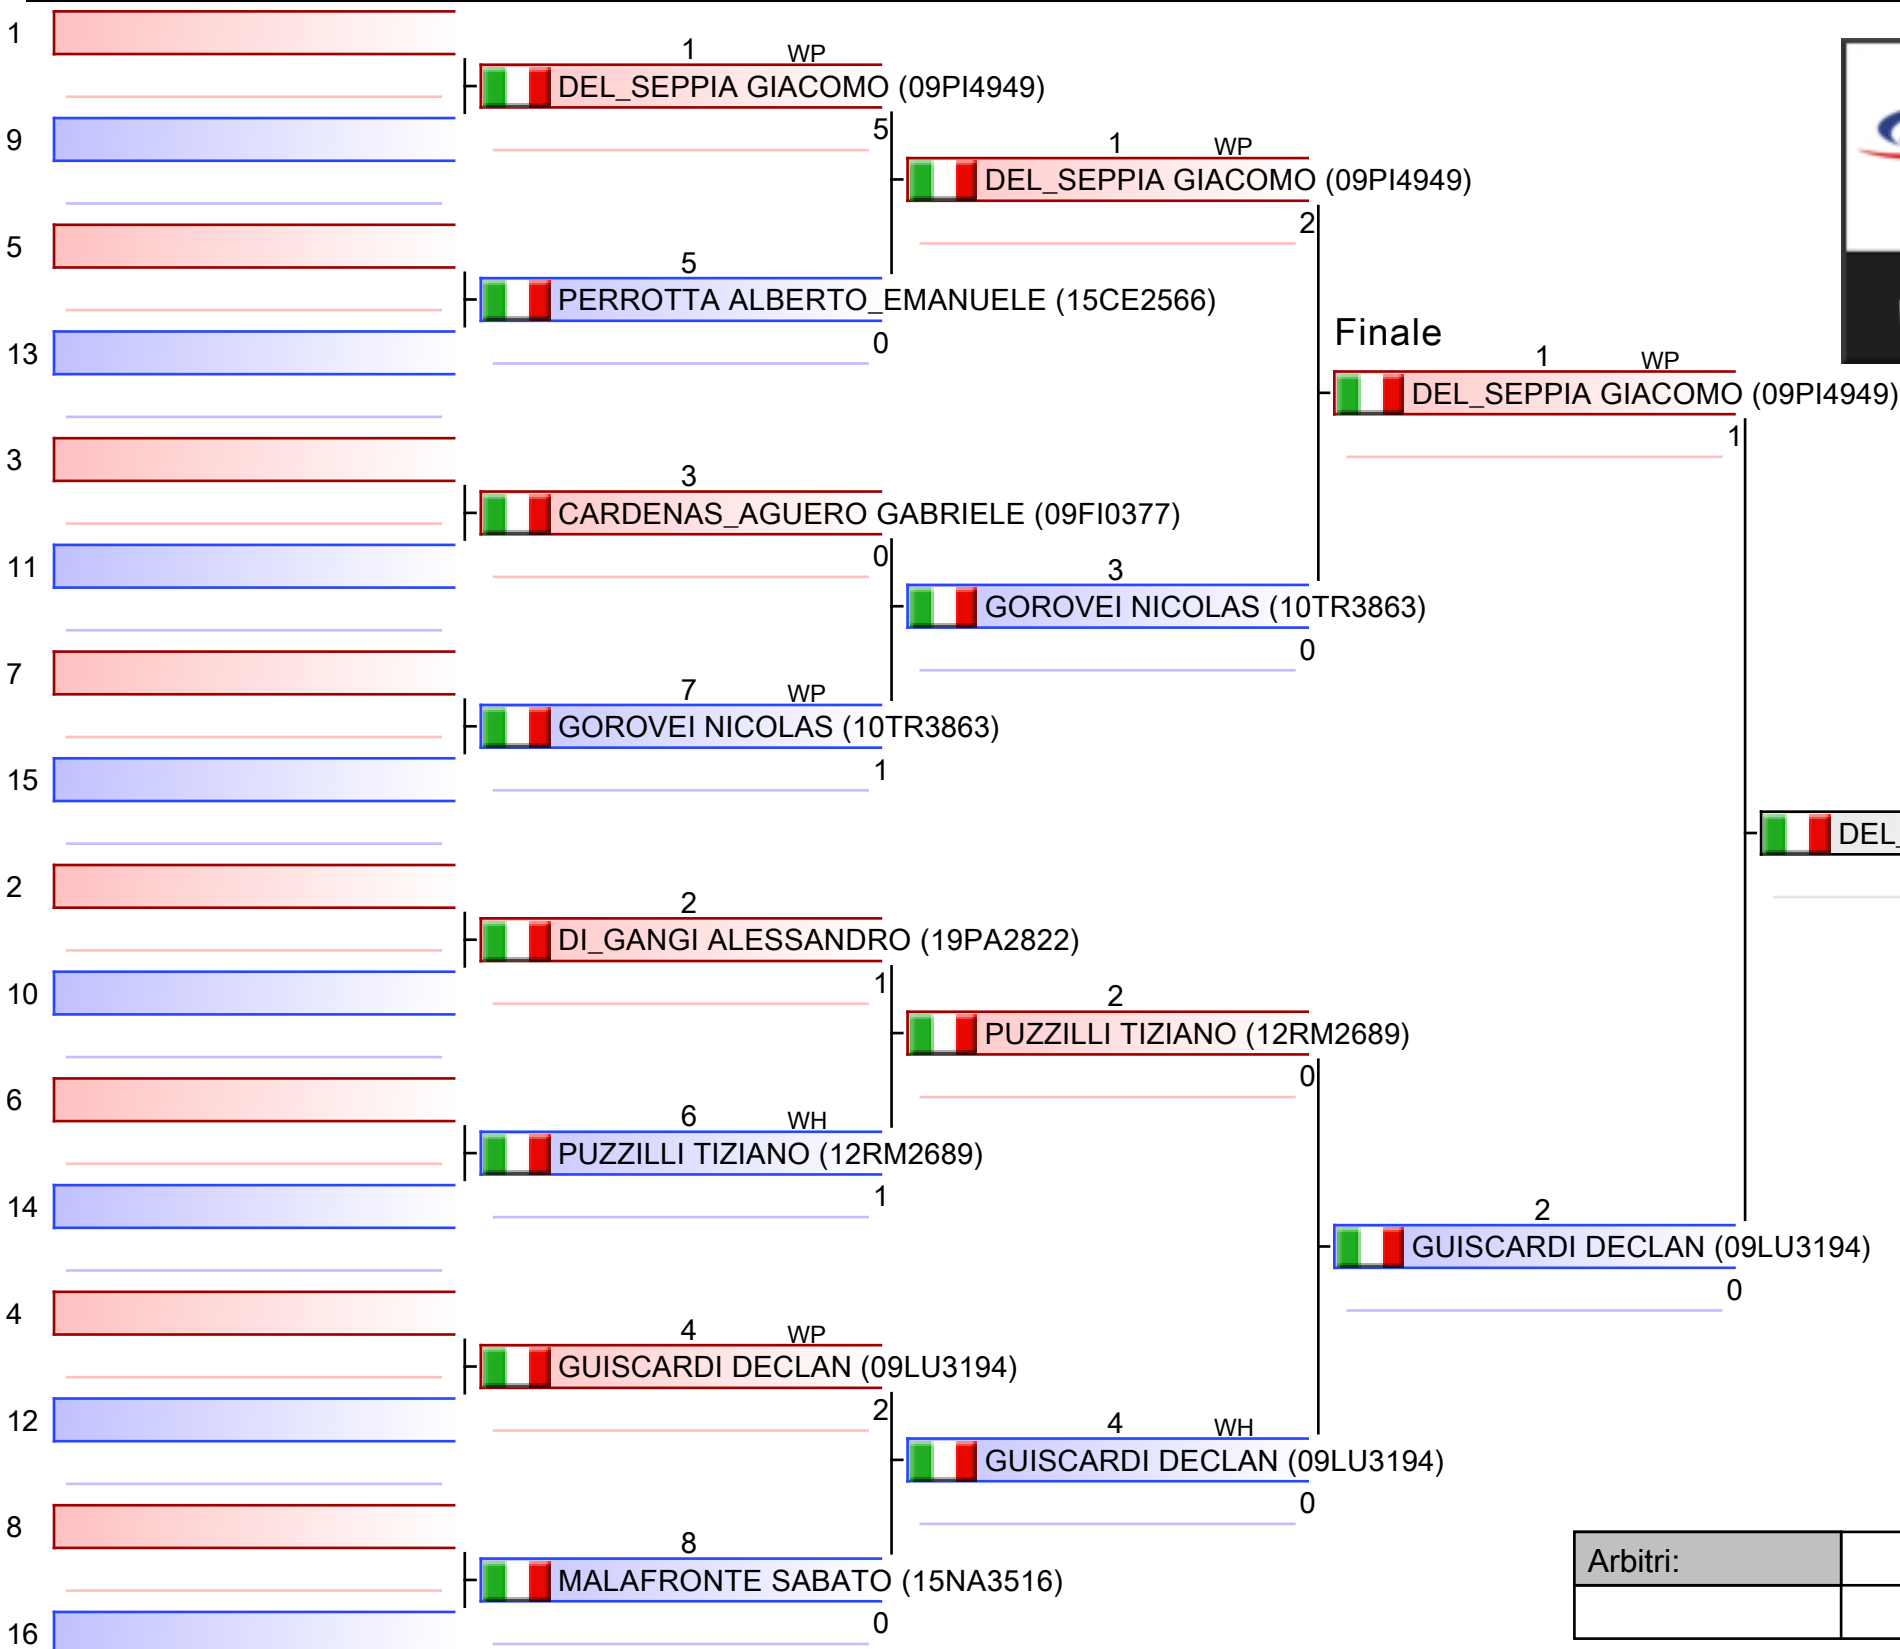 1
9
5
13
3
11
7
15
2
10
6
14
4
12
8
16
1 WP
DEL_SEPPIA GIACOMO (09PI4949)
5
5
PERROTTA ALBERTO_EMANUELE (15CE2566)
0
3
CARDENAS_AGUERO GABRIELE (09FI0377)
0
7 WP
GOROVEI NICOLAS (10TR3863)
1
2
DI_GANGI ALESSANDRO (19PA2822)
1
6 WH
PUZZILLI TIZIANO (12RM2689)
1
4 WP
GUISCARDI DECLAN (09LU3194)
2
8
MALAFRONTE SABATO (15NA3516)
0
1 WP
DEL_SEPPIA GIACOMO (09PI4949)
2
3
GOROVEI NICOLAS (10TR3863)
0
2
PUZZILLI TIZIANO (12RM2689)
0
4 WH
GUISCARDI DECLAN (09LU3194)
0
Finale
1 WP
DEL_SEPPIA GIACOMO (09PI4949)
1
2
GUISCARDI DECLAN (09LU3194)
0
DEL_
Arbitri: